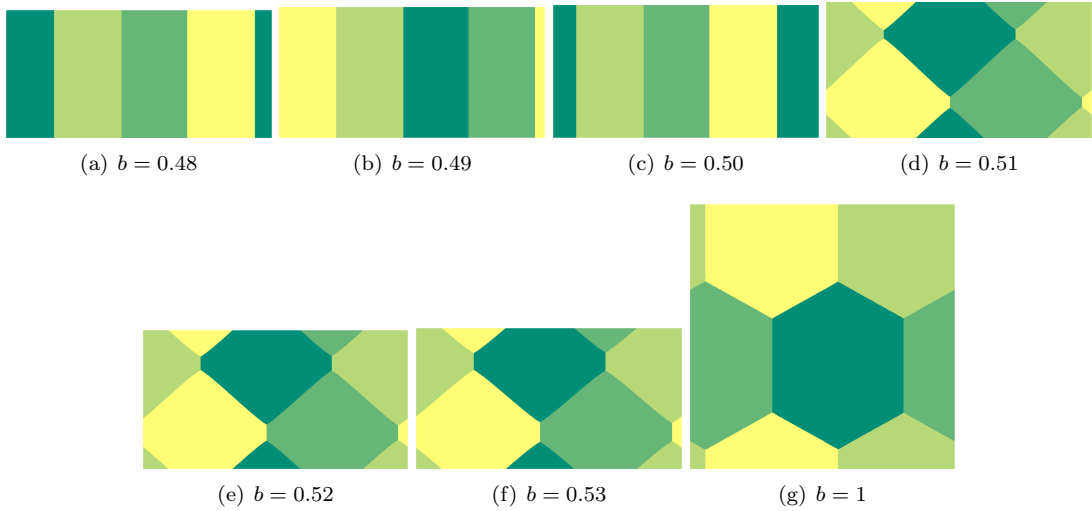 (a) b = 0.48
(b) b = 0.49
(c) b = 0.50
(d) b = 0.51
(e) b = 0.52
(f) b = 0.53
(g) b = 1